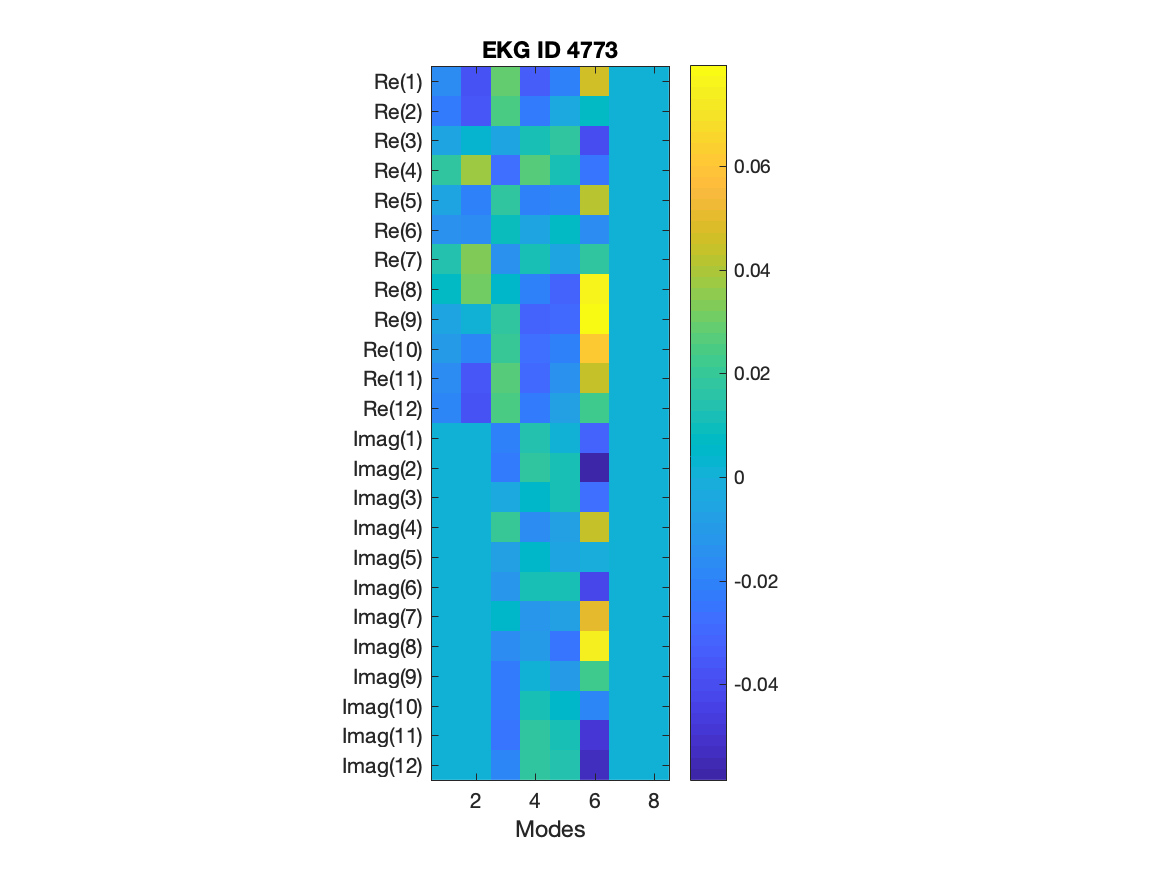 EKG ID 4773
Re(1)
Re(2)
Re(3)
Re(4)
Re(5)
Re(6)
Re(7)
Re(8)
Re(9)
Re(10)
Re(11)
Re(12)
Imag(1)
Imag(2)
Imag(3)
Imag(4)
Imag(5)
Imag(6)
Imag(7)
Imag(8)
Imag(9)
Imag(10)
Imag(11)
Imag(12)
2 4 6 8
Modes
0.06
0.04
0.02
0
-0.02
-0.04